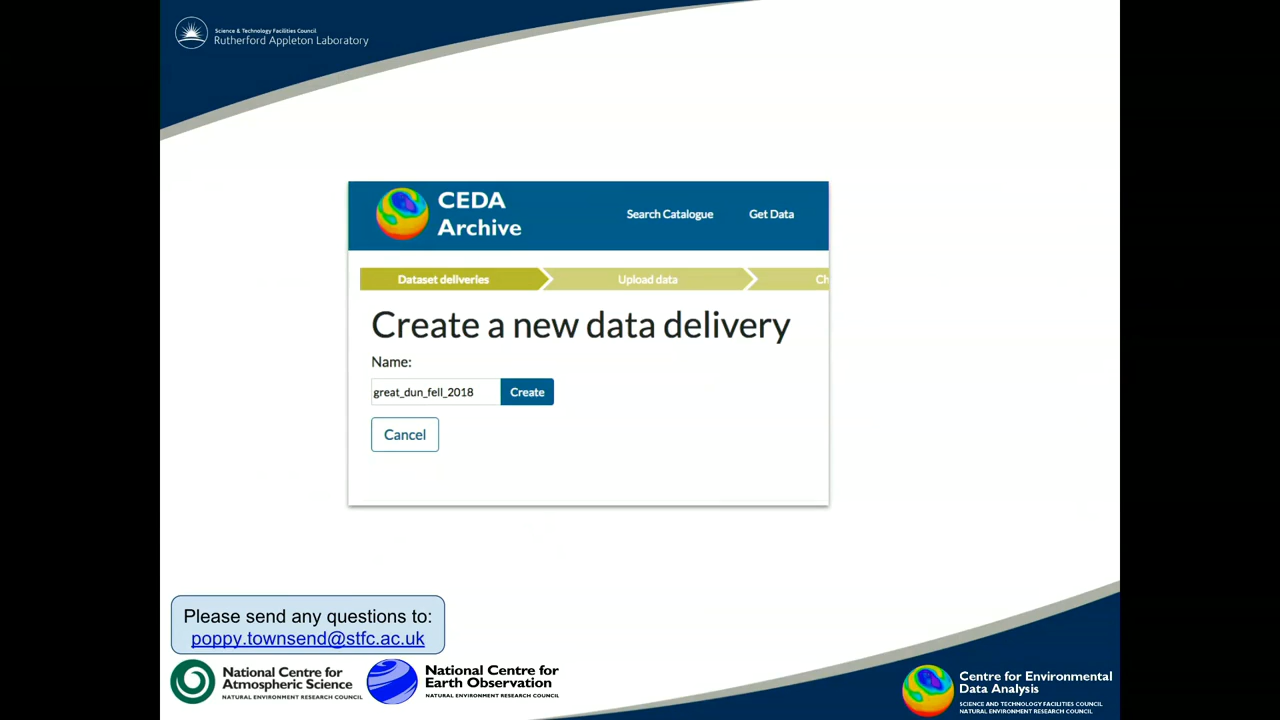 Science & Technology Facilities Council
Rutherford Appleton Laboratory
CEDA
Archive
Search Catalogue
Get Data
Dataset deliveries
Upload data
Ch
Create a new data delivery
Name:
great_dun_fell_2018
Create
Cancel
Please send any questions to:
poppy.townsend@stfc.ac.uk
National Centre for
Atmospheric Science
NATURAL ENVIRONMENT RESEARCH COUNCIL
National Centre for
Earth Observation
NATURAL ENVIRONMENT RESEARCH COUNCIL
Centre for Environmental
Data Analysis
SCIENCE AND TECHNOLOGY FACILITIES COUNCIL
NATURAL ENVIRONMENT RESEARCH COUNCIL